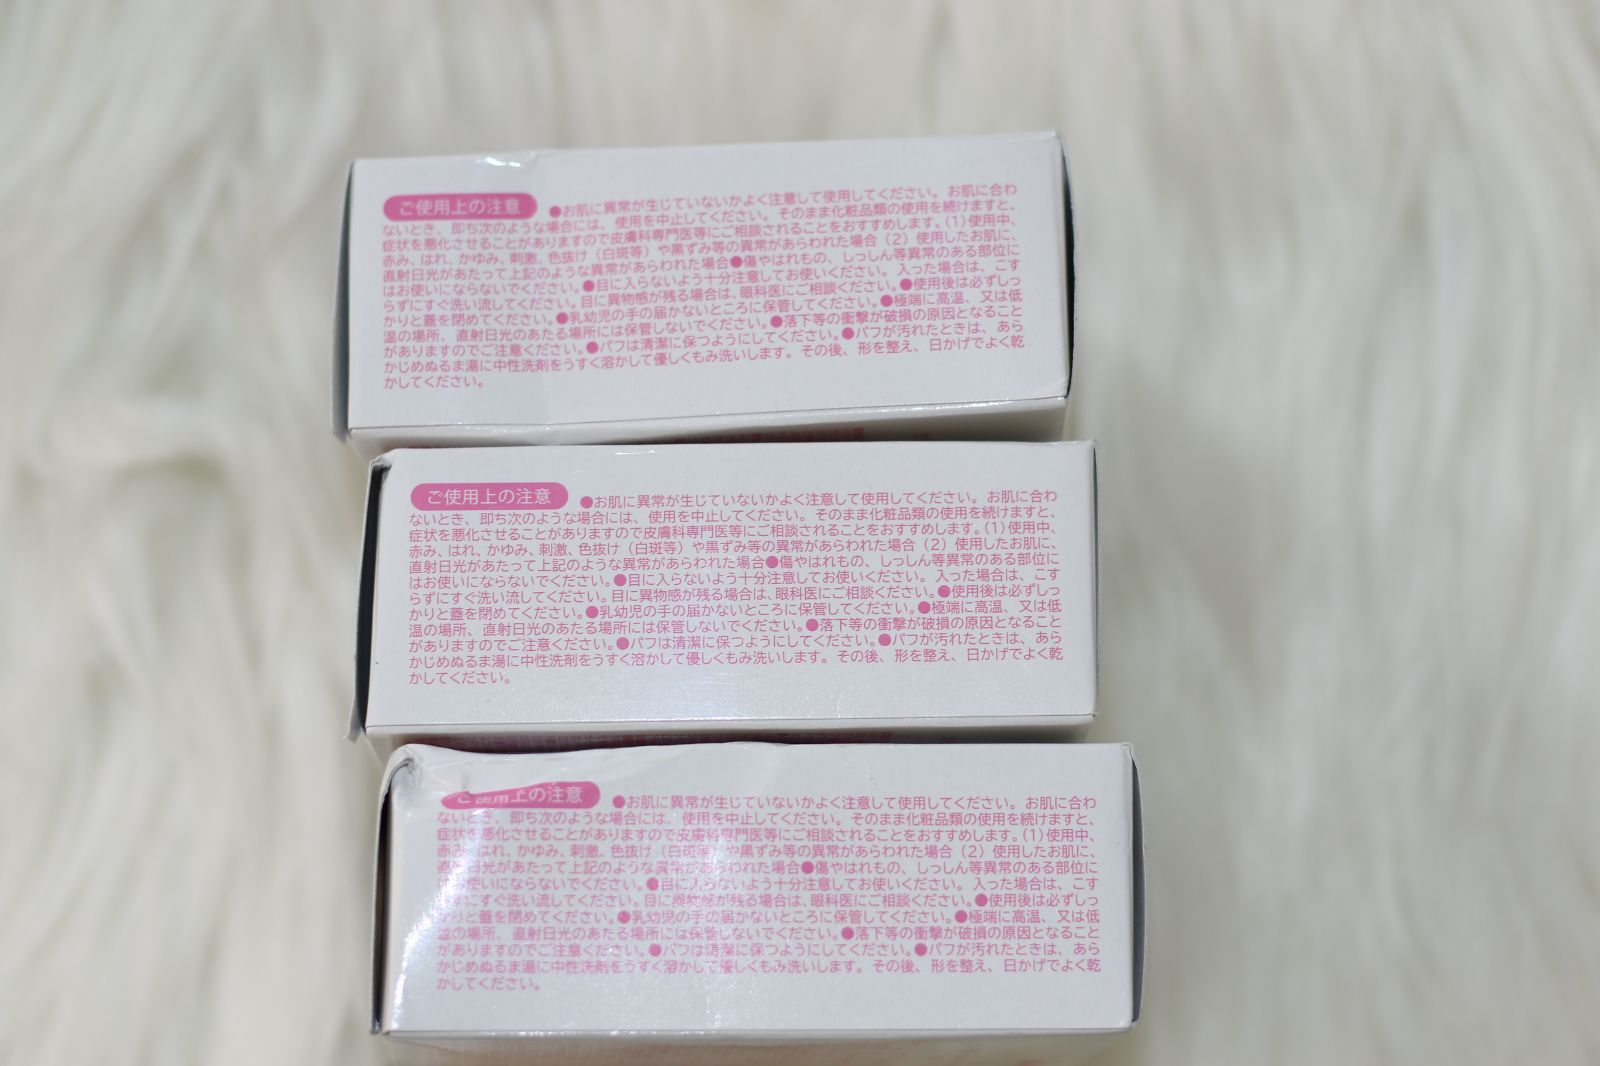 ご使用上の注意 ●お肌に異常が生じていないかよく注意して使用してください。お肌に合わ
ないとき、即ち次のような場合には、使用を中止してください。そのまま化粧品類の使用を続けますと、
症状を悪化させることがありますので皮膚科専門医等にご相談されることをおすすめします。(1)使用中、
赤み、はれ、かゆみ、刺激、色抜け（白斑等）や黒ずみ等の異常があらわれた場合（2）使用したお肌に、
直射日光があたって上記のような異常があらわれた場合●傷やはれもの、しっしん等異常のある部位に
はお使いにならないでください。●目に入らないよう十分注意してお使いください。入った場合は、こす
らずにすぐ洗い流してください。目に異物感が残る場合は、眼科医にご相談ください。●使用後は必ずしっ
かりと蓋を閉めてください。●乳幼児の手の届かないところに保管してください。●極端に高温、又は低
温の場所、直射日光のあたる場所には保管しないでください。●落下等の衝撃が破損の原因となること
がありますのでご注意ください。●パフは清潔に保つようにしてください。●パフが汚れたときは、あら
かじめぬるま湯に中性洗剤をうすく溶かして優しくもみ洗いします。その後、形を整え、日かげでよく乾
かしてください。
ご使用上の注意 ●お肌に異常が生じていないかよく注意して使用してください。お肌に合わ
ないとき、即ち次のような場合には、使用を中止してください。そのまま化粧品類の使用を続けますと、
症状を悪化させることがありますので皮膚科専門医等にご相談されることをおすすめします。(1)使用中、
赤み、はれ、かゆみ、刺激、色抜け（白斑等）や黒ずみ等の異常があらわれた場合（2）使用したお肌に、
直射日光があたって上記のような異常があらわれた場合●傷やはれもの、しっしん等異常のある部位に
はお使いにならないでください。●目に入らないよう十分注意してお使いください。入った場合は、こす
らずにすぐ洗い流してください。目に異物感が残る場合は、眼科医にご相談ください。●使用後は必ずしっ
かりと蓋を閉めてください。●乳幼児の手の届かないところに保管してください。●極端に高温、又は低
温の場所、直射日光のあたる場所には保管しないでください。●落下等の衝撃が破損の原因となること
がありますのでご注意ください。●パフは清潔に保つようにしてください。●パフが汚れたときは、あら
かじめぬるま湯に中性洗剤をうすく溶かして優しくもみ洗いします。その後、形を整え、日かげでよく乾
かしてください。
ご使用上の注意 ●お肌に異常が生じていないかよく注意して使用してください。お肌に合わ
ないとき、即ち次のような場合には、使用を中止してください。そのまま化粧品類の使用を続けますと、
症状を悪化させることがありますので皮膚科専門医等にご相談されることをおすすめします。(1)使用中、
赤み、はれ、かゆみ、刺激、色抜け（白斑等）や黒ずみ等の異常があらわれた場合（2）使用したお肌に、
直射日光があたって上記のような異常があらわれた場合●傷やはれもの、しっしん等異常のある部位に
はお使いにならないでください。●目に入らないよう十分注意してお使いください。入った場合は、こす
らずにすぐ洗い流してください。目に異物感が残る場合は、眼科医にご相談ください。●使用後は必ずしっ
かりと蓋を閉めてください。●乳幼児の手の届かないところに保管してください。●極端に高温、又は低
温の場所、直射日光のあたる場所には保管しないでください。●落下等の衝撃が破損の原因となること
がありますのでご注意ください。●パフは清潔に保つようにしてください。●パフが汚れたときは、あら
かじめぬるま湯に中性洗剤をうすく溶かして優しくもみ洗いします。その後、形を整え、日かげでよく乾
かしてください。